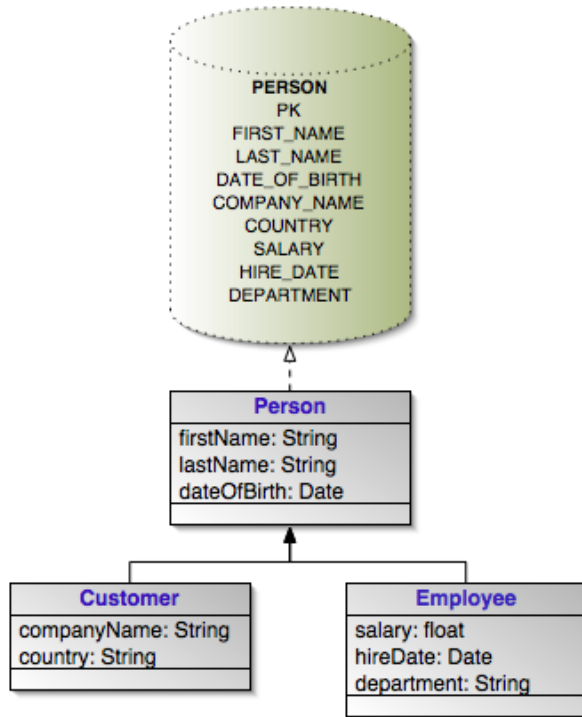 PERSON
PK
FIRST_NAME
LAST_NAME
DATE_OF_BIRTH
COMPANY_NAME
COUNTRY
SALARY
HIRE_DATE
DEPARTMENT
Person
firstName: String
lastName: String
dateOfBirth: Date
Customer
companyName: String
country: String
Employee
salary: float
hireDate: Date
department: String